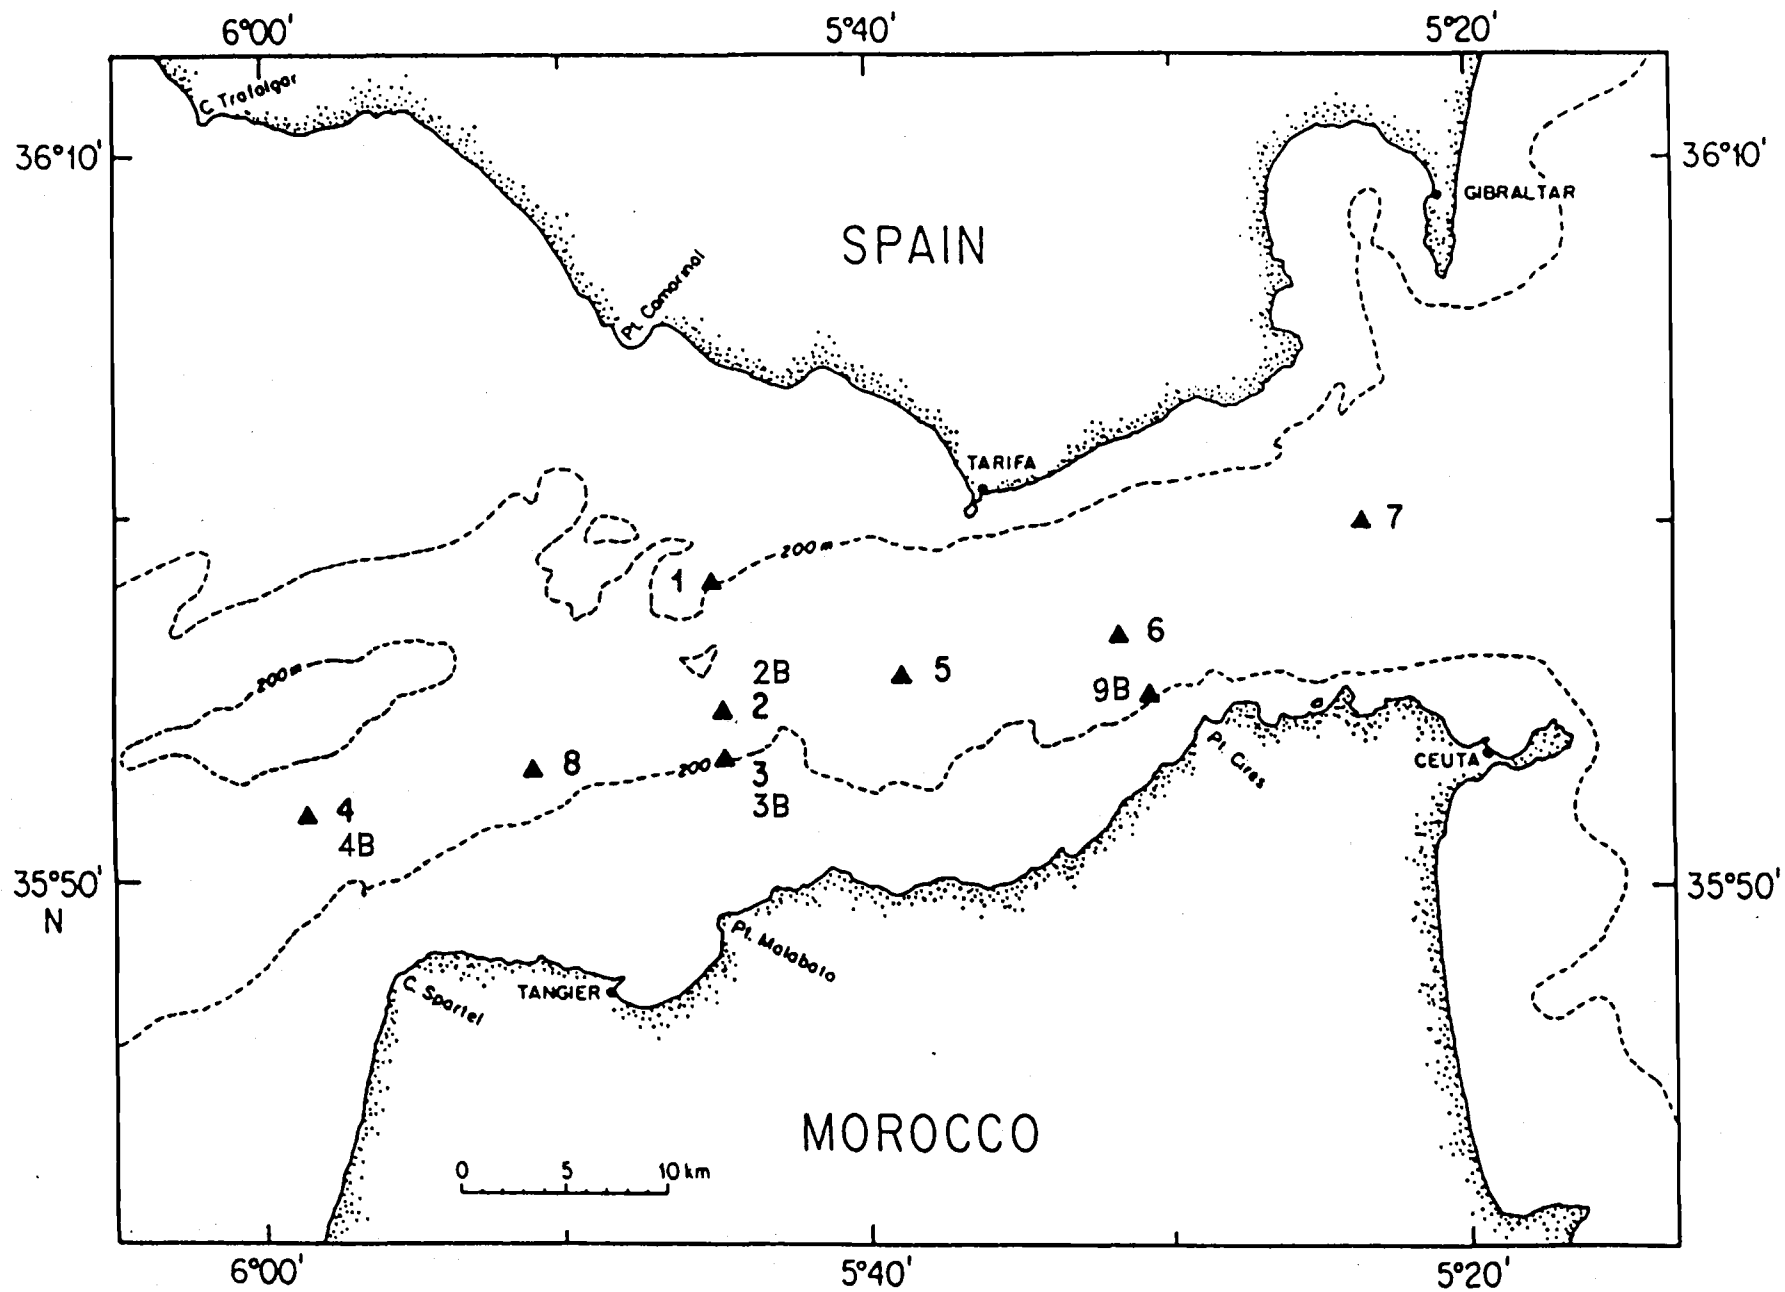 6°00'
5°40'
5°20'
C. Trafalgar
36°10'
36°10'
GIBRALTAR
SPAIN
Pt. Camarinal
TARIFA
7
200 m
1
6
200 m
2B
5
2
9B
8
200
3
3B
Pt. Cires
CEUTA
4
4B
35°50'
N
35°50'
Pt. Malabata
C. Spartel
TANGIER
MOROCCO
0 5 10 km
6°00'
5°40'
5°20'